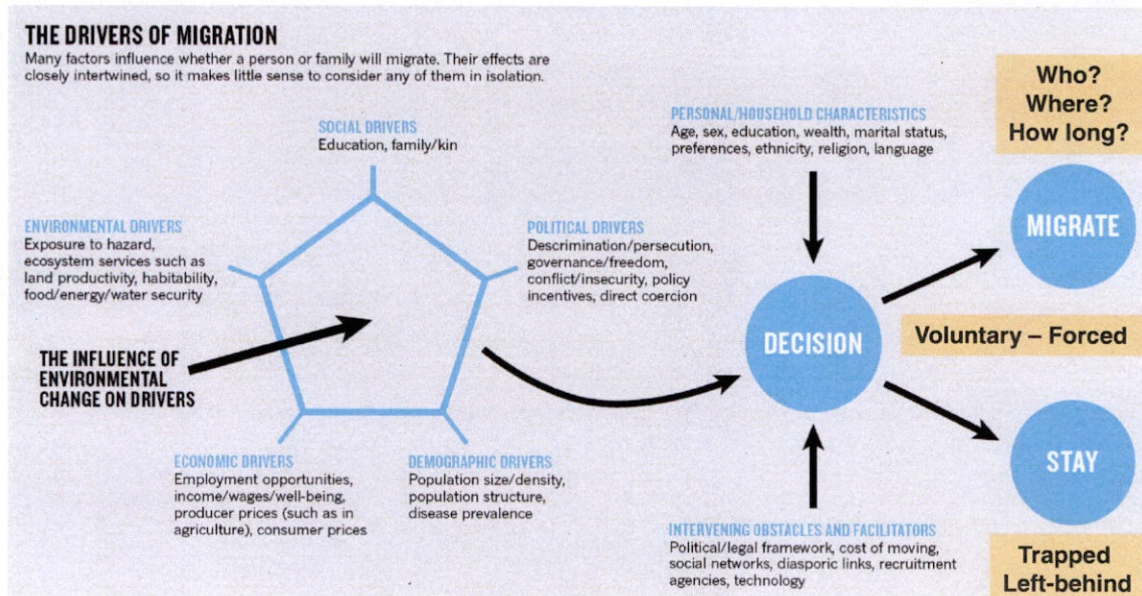 THE DRIVERS OF MIGRATION
Many factors influence whether a person or family will migrate. Their effects are
closely intertwined, so it makes little sense to consider any of them in isolation.
SOCIAL DRIVERS
Education, family/kin
ENVIRONMENTAL DRIVERS
Exposure to hazard,
ecosystem services such as
land productivity, habitability,
food/energy/water security
POLITICAL DRIVERS
Descrimination/persecution,
governance/freedom,
conflict/insecurity, policy
incentives, direct coercion
THE INFLUENCE OF
ENVIRONMENTAL
CHANGE ON DRIVERS
ECONOMIC DRIVERS
Employment opportunities,
income/wages/well-being,
producer prices (such as in
agriculture), consumer prices
DEMOGRAPHIC DRIVERS
Population size/density,
population structure,
disease prevalence
PERSONAL/HOUSEHOLD CHARACTERISTICS
Age, sex, education, wealth, marital status,
preferences, ethnicity, religion, language
DECISION
INTERVENING OBSTACLES AND FACILITATORS
Political/legal framework, cost of moving,
social networks, diasporic links, recruitment
agencies, technology
Who?
Where?
How long?
MIGRATE
Voluntary – Forced
STAY
Trapped
Left-behind